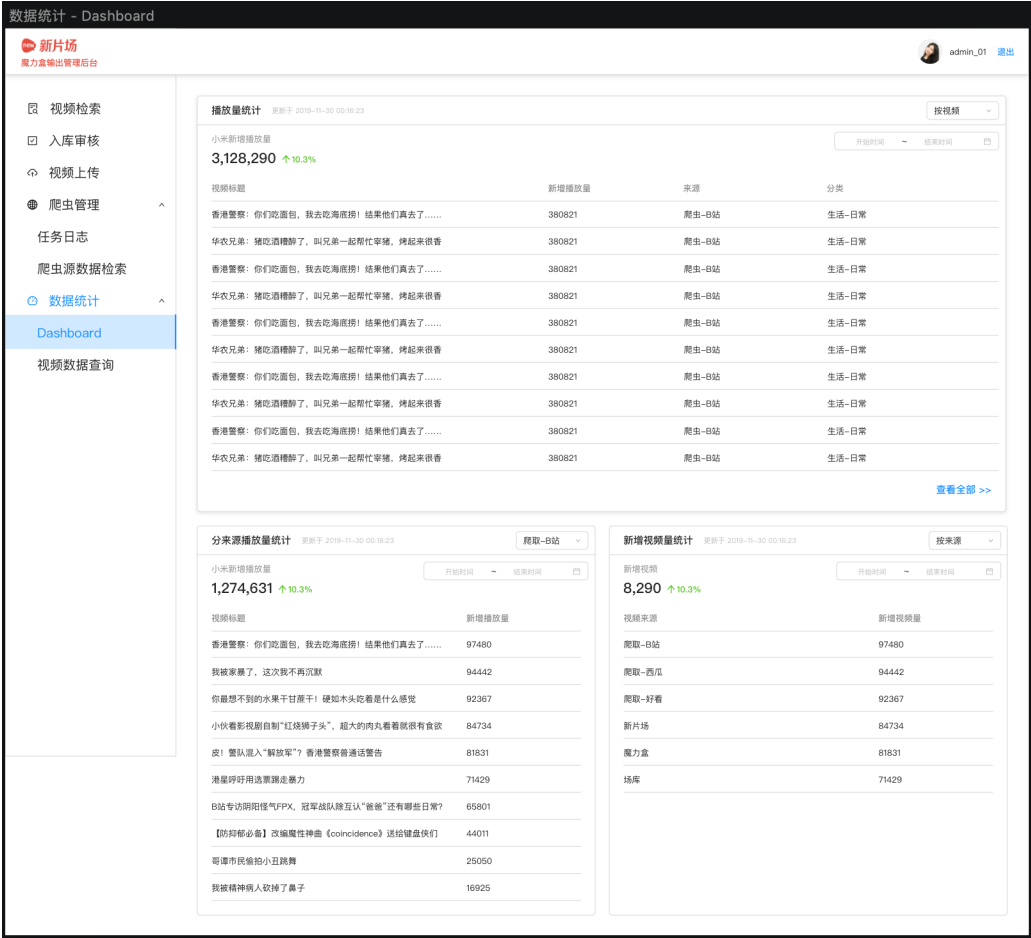 数据统计 - Dashboard
new 新片场
魔力盒输出管理后台
admin_01 退出
视频检索
入库审核
视频上传
爬虫管理
任务日志
爬虫源数据检索
数据统计
Dashboard
视频数据查询
播放量统计 更新于 2019-11-30 00:16:23 按视频
小米新增播放量 开始时间 ~ 结束时间
3,128,290 10.3%
视频标题 新增播放量 来源 分类
香港警察：你们吃面包，我去吃海底捞！结果他们真去了…… 380821 爬虫-B站 生活-日常
华农兄弟：猪吃酒糟醉了，叫兄弟一起帮忙宰猪，烤起来很香 380821 爬虫-B站 生活-日常
香港警察：你们吃面包，我去吃海底捞！结果他们真去了…… 380821 爬虫-B站 生活-日常
华农兄弟：猪吃酒糟醉了，叫兄弟一起帮忙宰猪，烤起来很香 380821 爬虫-B站 生活-日常
香港警察：你们吃面包，我去吃海底捞！结果他们真去了…… 380821 爬虫-B站 生活-日常
华农兄弟：猪吃酒糟醉了，叫兄弟一起帮忙宰猪，烤起来很香 380821 爬虫-B站 生活-日常
香港警察：你们吃面包，我去吃海底捞！结果他们真去了…… 380821 爬虫-B站 生活-日常
华农兄弟：猪吃酒糟醉了，叫兄弟一起帮忙宰猪，烤起来很香 380821 爬虫-B站 生活-日常
香港警察：你们吃面包，我去吃海底捞！结果他们真去了…… 380821 爬虫-B站 生活-日常
华农兄弟：猪吃酒糟醉了，叫兄弟一起帮忙宰猪，烤起来很香 380821 爬虫-B站 生活-日常
查看全部 >>
分来源播放量统计 更新于 2019-11-30 00:16:23 爬取-B站
小米新增播放量 开始时间 ~ 结束时间
1,274,631 10.3%
视频标题 新增播放量
香港警察：你们吃面包，我去吃海底捞！结果他们真去了…… 97480
我被家暴了，这次我不再沉默 94442
你最想不到的水果干甘蔗干！硬如木头吃着是什么感觉 92367
小伙看影视剧自制“红烧狮子头”，超大的肉丸看着就很有食欲 84734
皮！警队混入“解放军”？香港警察普通话警告 81831
港星呼吁用选票踢走暴力 71429
B站专访阴阳怪气FPX，冠军战队除互认“爸爸”还有哪些日常？ 65801
【防抑郁必备】改编魔性神曲《coincidence》送给键盘侠们 44011
哥谭市民偷拍小丑跳舞 25050
我被精神病人砍掉了鼻子 16925
新增视频量统计 更新于 2019-11-30 00:16:23 按来源
新增视频 开始时间 ~ 结束时间
8,290 10.3%
视频来源 新增视频量
爬取-B站 97480
爬取-西瓜 94442
爬取-好看 92367
新片场 84734
魔力盒 81831
场库 71429